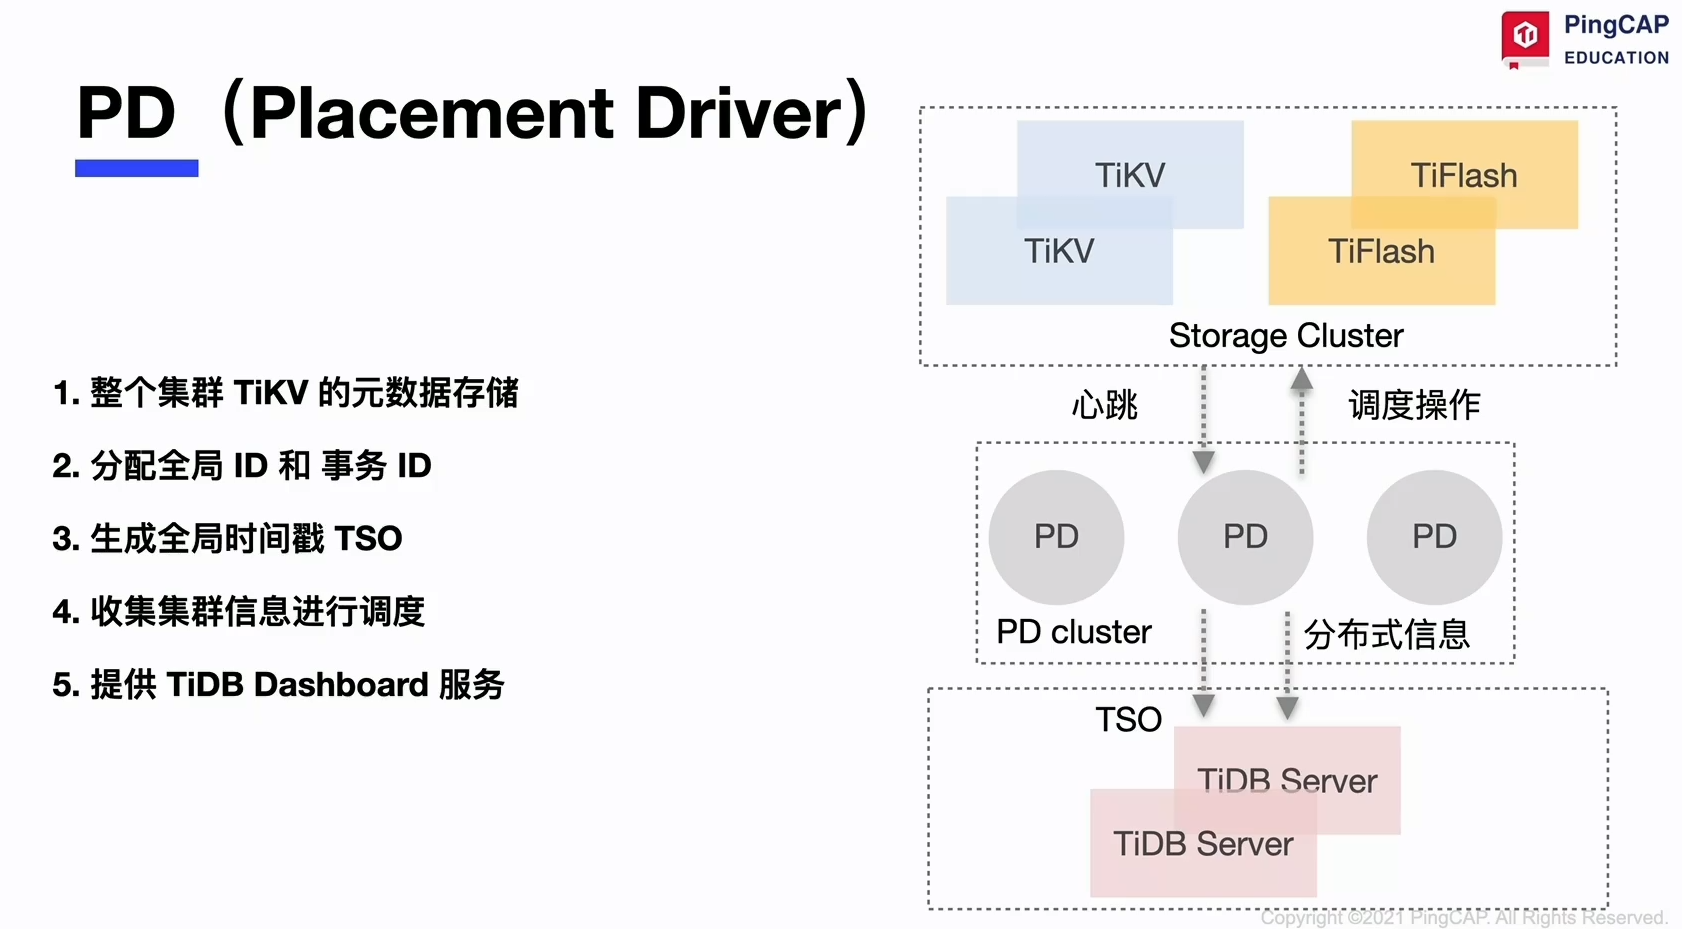 PingCAP
EDUCATION
PD（Placement Driver）
1. 整个集群 TiKV 的元数据存储
2. 分配全局 ID 和 事务 ID
3. 生成全局时间戳 TSO
4. 收集集群信息进行调度
5. 提供 TiDB Dashboard 服务
TiKV
TiFlash
TiKV
TiFlash
Storage Cluster
心跳
调度操作
PD
PD
PD
PD cluster
分布式信息
TSO
TiDB Server
TiDB Server
Copyright ©2021 PingCAP. All Rights Reserved.